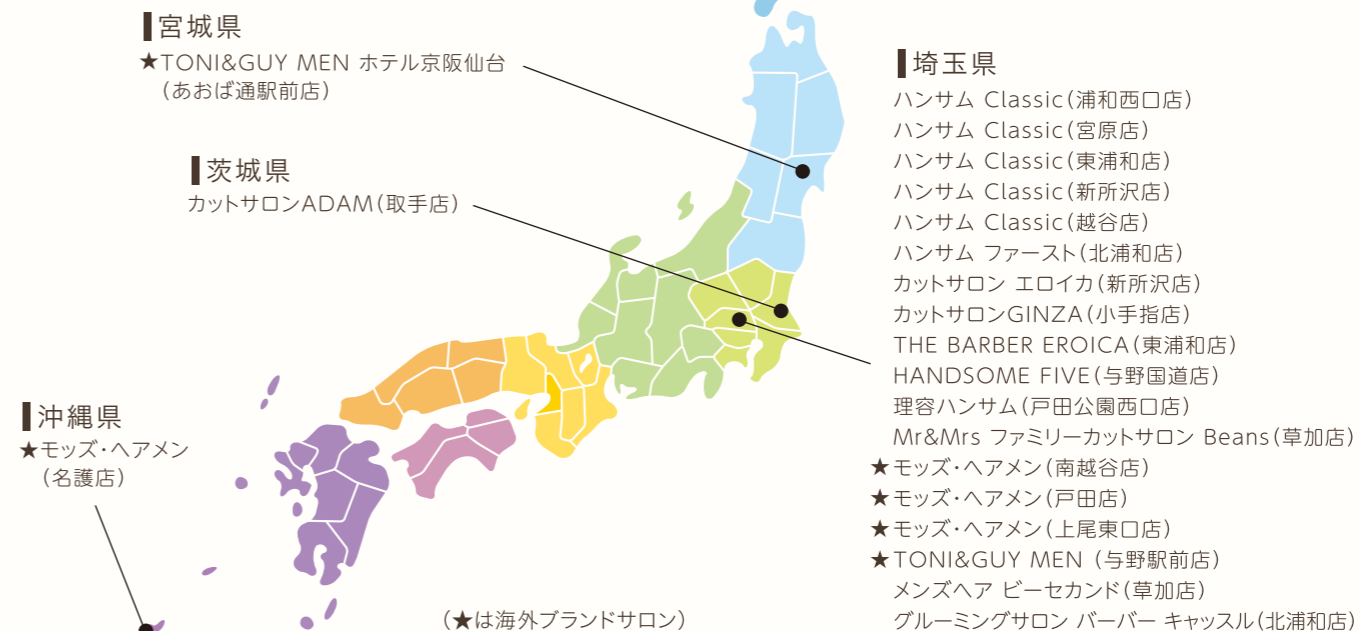 宮城県
★TONI&GUY MEN ホテル京阪仙台
(あおば通駅前店)
茨城県
カットサロンADAM(取手店)
沖縄県
★モッズ・ヘアメン
(名護店)
埼玉県
ハンサム Classic(浦和西口店)
ハンサム Classic(宮原店)
ハンサム Classic(東浦和店)
ハンサム Classic(新所沢店)
ハンサム Classic(越谷店)
ハンサム ファースト(北浦和店)
カットサロン エロイカ(新所沢店)
カットサロンGINZA(小手指店)
THE BARBER EROICA(東浦和店)
HANDSOME FIVE(与野国道店)
理容ハンサム(戸田公園西口店)
Mr&Mrs ファミリーカットサロン Beans(草加店)
★モッズ・ヘアメン(南越谷店)
★モッズ・ヘアメン(戸田店)
★モッズ・ヘアメン(上尾東口店)
★TONI&GUY MEN (与野駅前店)
メンズヘア ビーセカンド(草加店)
グルーミングサロン バーバー キャッスル(北浦和店)
(★は海外ブランドサロン)